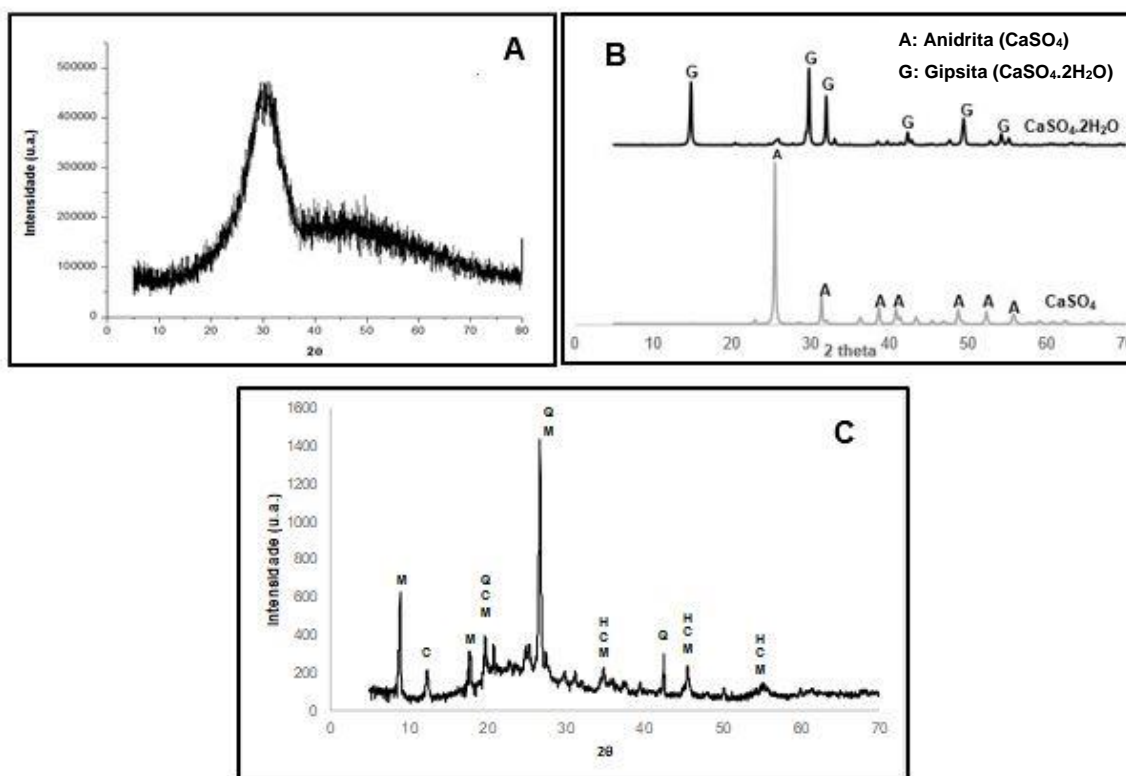 A
Intensidade (u.a.)
500000
400000
300000
200000
100000
0
0 10 20 30 40 50 60 70 80
2θ
B
A: Anidrita (CaSO₄)
G: Gipsita (CaSO₄.2H₂O)
G G G G G G
CaSO₄.2H₂O
A A A A A A A
CaSO₄
0 10 20 30 40 50 60 70
2 theta
C
Intensidade (u.a.)
1600
1400
1200
1000
800
600
400
200
0
M
C
M
Q
C
M
Q
M
H
C
M
Q
H
C
M
H
C
M
0 10 20 30 40 50 60 70
2θ